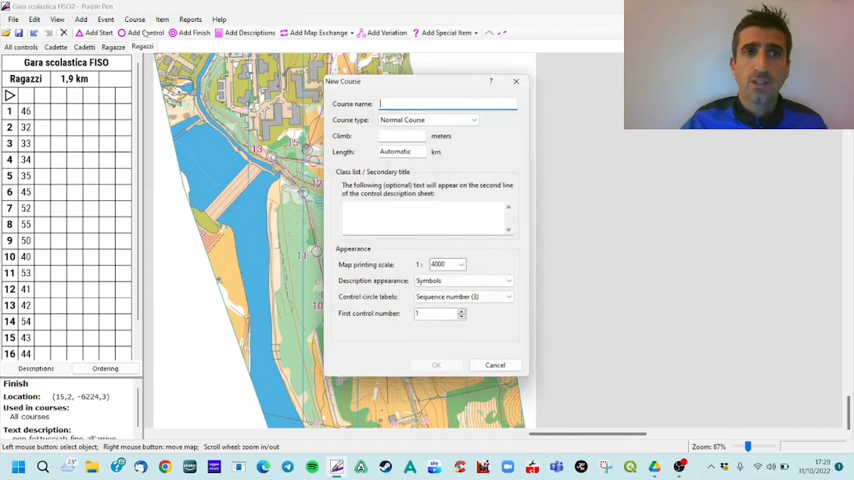 Gara scolastica FISO2 - Purple Pen
File Edit View Add Event Course Item Reports Help
Add Start Add Control Add Finish Add Descriptions Add Map Exchange Add Variation Add Special Item
All controls Cadette Cadetti Ragazze Ragazzi
Gara scolastica FISO
Ragazzi 1,9 km
1 46
2 32
3 33
4 34
5 35
6 45
7 52
8 55
9 50
10 40
11 53
12 41
13 42
14 54
15 43
16 44
Descriptions Ordering
Finish
Location: (15,2, -6224,3)
Used in courses:
All courses
Text description:
13
15
12
11
10
New Course ?
Course name:
Course type: Normal Course
Climb: meters
Length: Automatic km
Class list / Secondary title
The following (optional) text will appear on the second line
of the control description sheet:
Appearance
Map printing scale: 1 : 4000
Description appearance: Symbols
Control circle labels: Sequence number (3)
First control number: 1
OK Cancel
Left mouse button: select object; Right mouse button: move map; Scroll wheel: zoom in/out
Zoom: 87%
23°
sky
17:29
31/10/2022